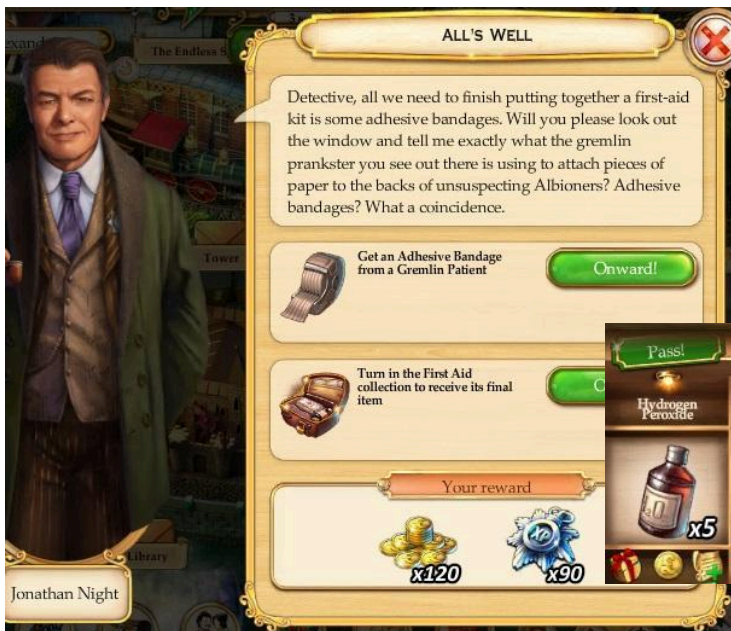 ALL'S WELL
The Endless S
Detective, all we need to finish putting together a first-aid
kit is some adhesive bandages. Will you please look out
the window and tell me exactly what the gremlin
prankster you see out there is using to attach pieces of
paper to the backs of unsuspecting Albioners? Adhesive
bandages? What a coincidence.
Tower
Get an Adhesive Bandage
from a Gremlin Patient
Onward!
Turn in the First Aid
collection to receive its final
item
O
Pass!
Hydrogen
Peroxide
x5
Your reward
x120
XP
x90
Library
Jonathan Night